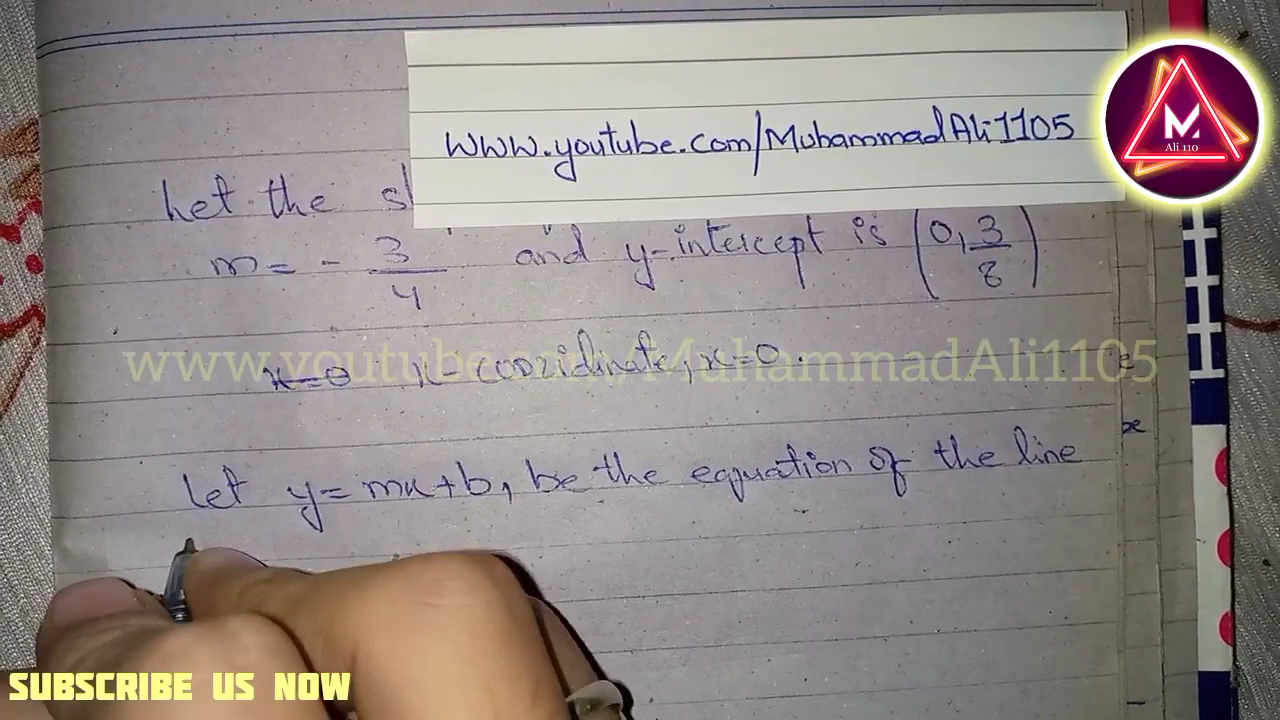 www.youtube.com/MuhammadAli1105
M
Ali 110
Let the sl
m = - 3/4 and y-intercept is (0, 3/8)
www.youtube.com/MuhammadAli1105
x=0 x-coordinate, x=0.
x
Let y=mx+b, be the equation of the line
SUBSCRIBE US NOW